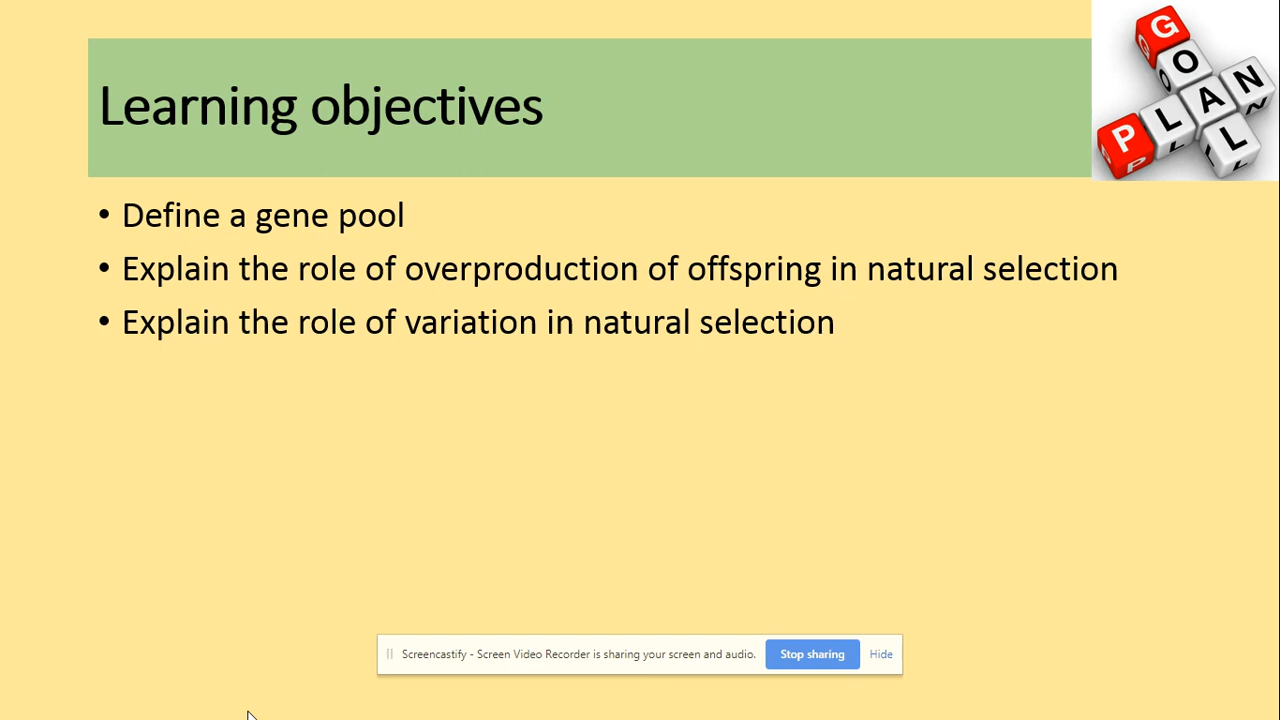 Learning objectives
GOAL
PLAN
• Define a gene pool
• Explain the role of overproduction of offspring in natural selection
• Explain the role of variation in natural selection
Screencastify - Screen Video Recorder is sharing your screen and audio. Stop sharing Hide